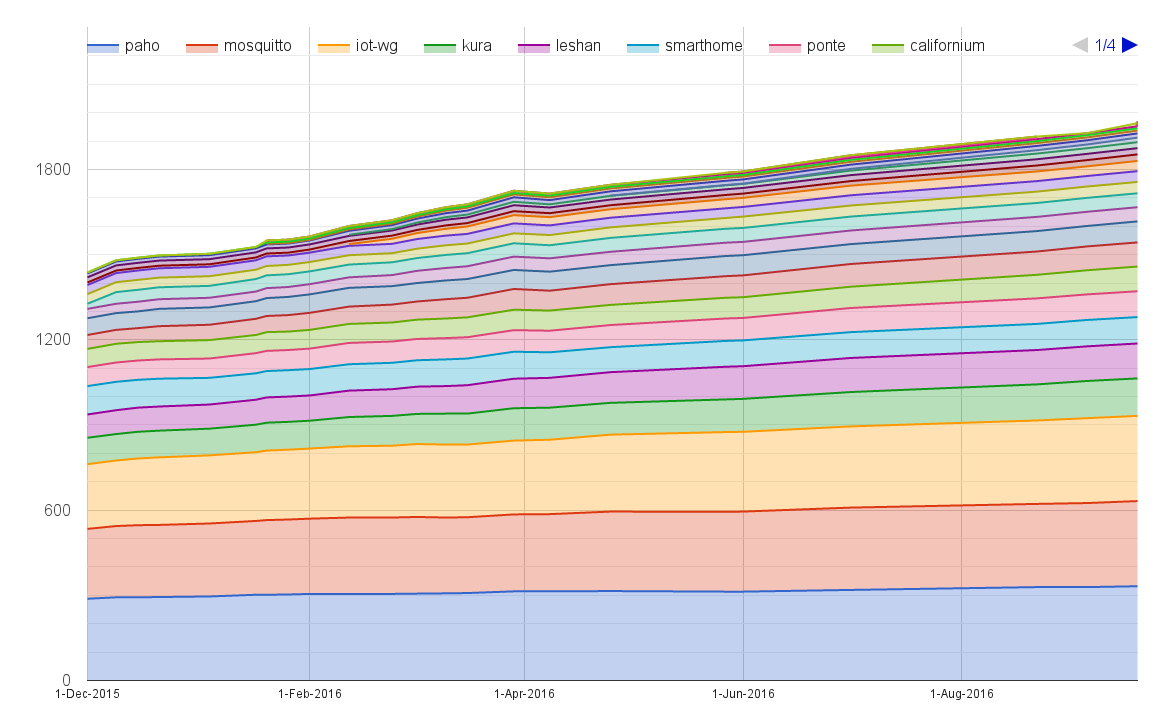 paho mosquitto iot-wg kura leshan smarthome ponte californium 1/4
1800
1200
600
0
1-Dec-2015 1-Feb-2016 1-Apr-2016 1-Jun-2016 1-Aug-2016